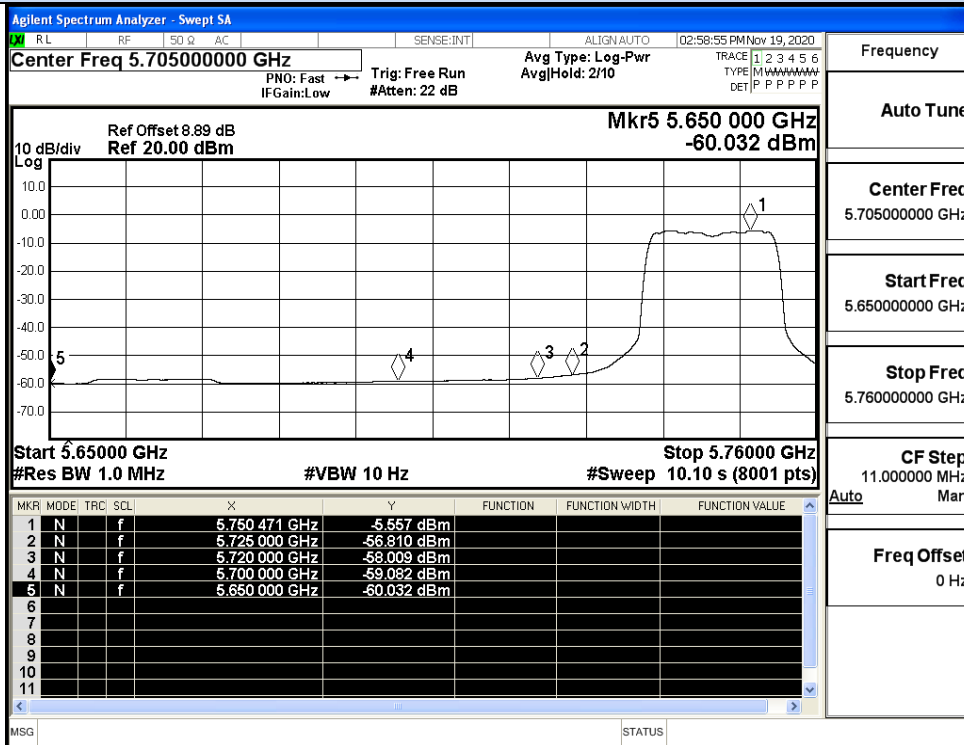 Agilent Spectrum Analyzer - Swept SA
LXI RL RF 50 Ω AC SENSE:INT ALIGN AUTO 02:58:55 PM Nov 19, 2020
Center Freq 5.705000000 GHz
PNO: Fast
IFGain:Low
Trig: Free Run
#Atten: 22 dB
Avg Type: Log-Pwr
Avg|Hold: 2/10
TRACE 1 2 3 4 5 6
TYPE M W W W W W
DET P P P P P P
Mkr5 5.650 000 GHz
-60.032 dBm
Ref Offset 8.89 dB
10 dB/div Ref 20.00 dBm
Log
10.0
0.00
-10.0
-20.0
-30.0
-40.0
-50.0
-60.0
-70.0
1
2
3
4
5
Start 5.65000 GHz Stop 5.76000 GHz
#Res BW 1.0 MHz #VBW 10 Hz #Sweep 10.10 s (8001 pts)
MKR MODE TRC SCL X Y FUNCTION FUNCTION WIDTH FUNCTION VALUE
1 N f 5.750 471 GHz -5.557 dBm
2 N f 5.725 000 GHz -56.810 dBm
3 N f 5.720 000 GHz -58.009 dBm
4 N f 5.700 000 GHz -59.082 dBm
5 N f 5.650 000 GHz -60.032 dBm
6
7
8
9
10
11
MSG STATUS
Frequency
Auto Tune
Center Freq
5.705000000 GHz
Start Freq
5.650000000 GHz
Stop Freq
5.760000000 GHz
CF Step
11.000000 MHz
Auto Man
Freq Offset
0 Hz